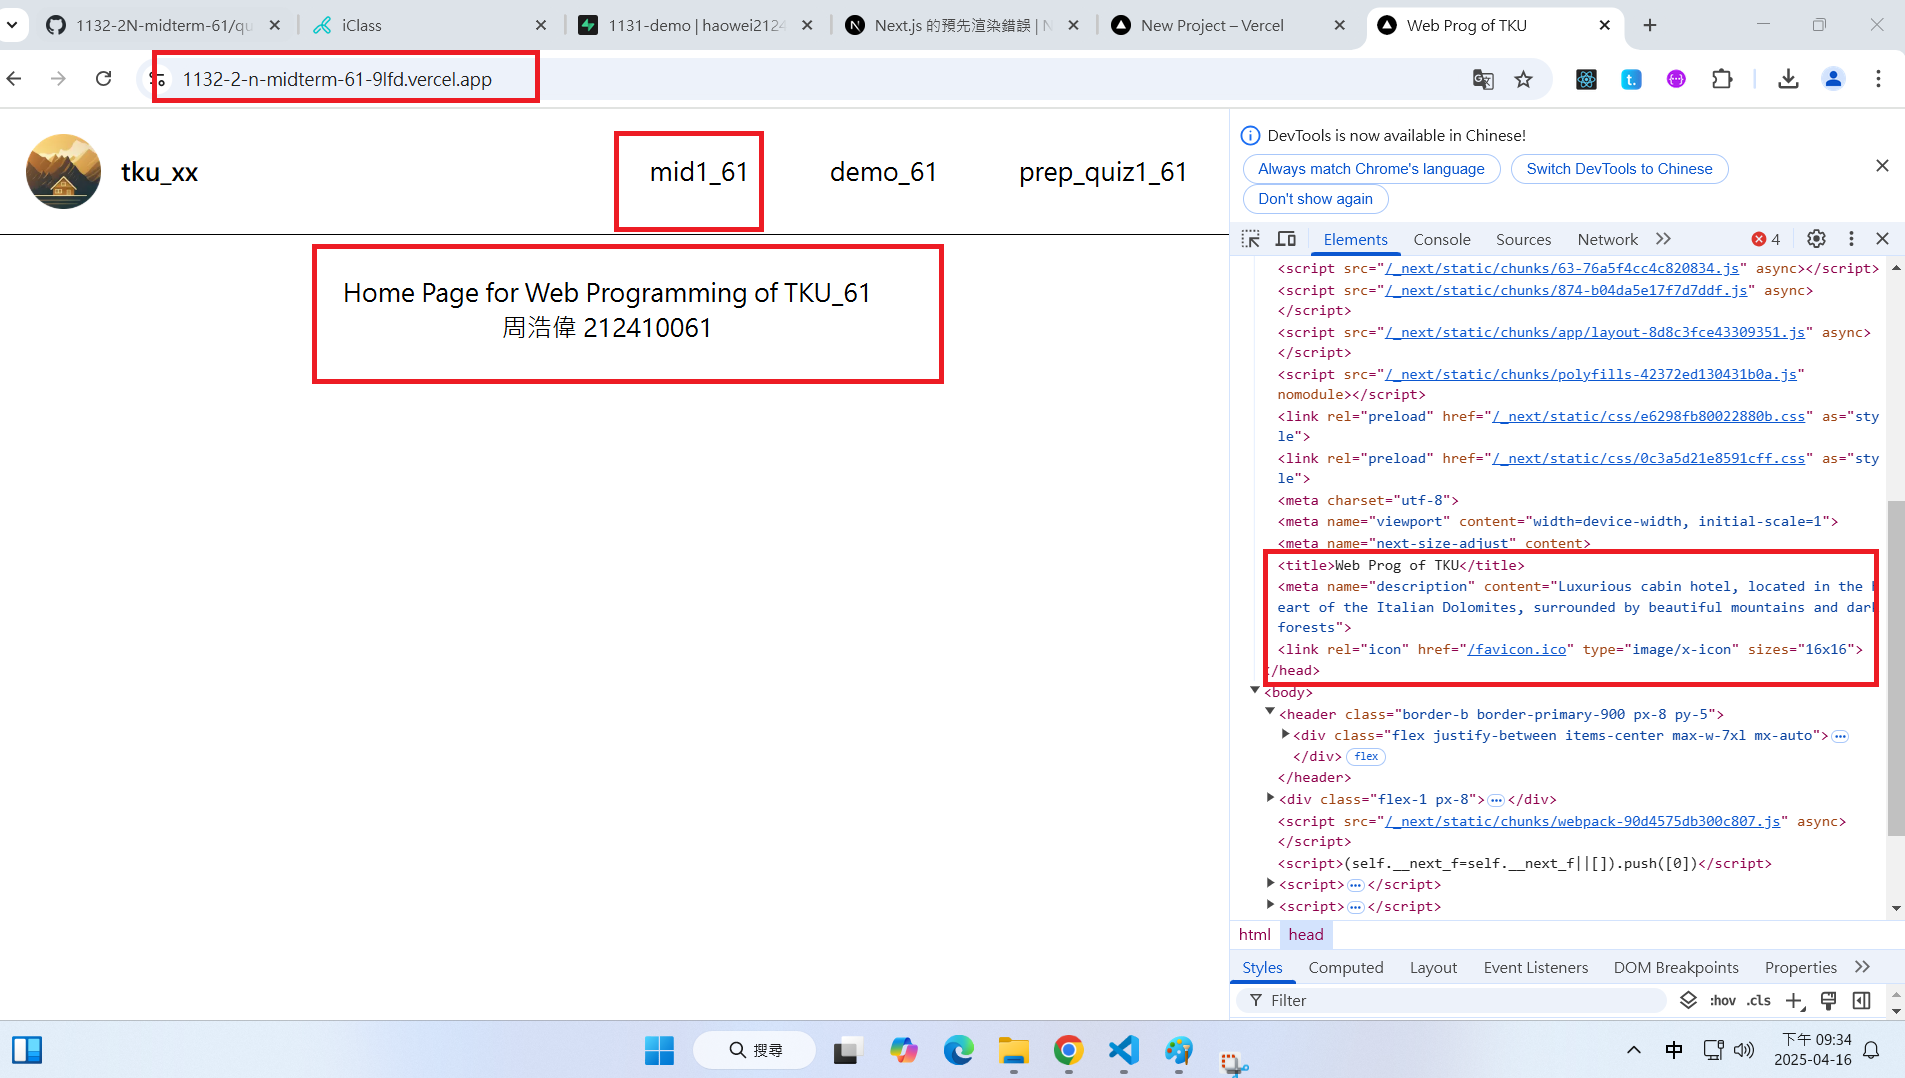 1132-2N-midterm-61/qu
iClass
1131-demo | haowei2124
Next.js 的預先渲染錯誤 | N
New Project – Vercel
Web Prog of TKU
1132-2-n-midterm-61-9lfd.vercel.app
tku_xx
mid1_61
demo_61
prep_quiz1_61
Home Page for Web Programming of TKU_61
周浩偉 212410061
DevTools is now available in Chinese!
Always match Chrome's language
Switch DevTools to Chinese
Don't show again
Elements
Console
Sources
Network
4
<script src="/_next/static/chunks/63-76a5f4cc4c820834.js" async></script>
<script src="/_next/static/chunks/874-b04da5e17f7d7ddf.js" async>
</script>
<script src="/_next/static/chunks/app/layout-8d8c3fce43309351.js" async>
</script>
<script src="/_next/static/chunks/polyfills-42372ed130431b0a.js"
nomodule></script>
<link rel="preload" href="/_next/static/css/e6298fb80022880b.css" as="sty
le">
<link rel="preload" href="/_next/static/css/0c3a5d21e8591cff.css" as="sty
le">
<meta charset="utf-8">
<meta name="viewport" content="width=device-width, initial-scale=1">
<meta name="next-size-adjust" content>
<title>Web Prog of TKU</title>
<meta name="description" content="Luxurious cabin hotel, located in the h
eart of the Italian Dolomites, surrounded by beautiful mountains and dark
forests">
<link rel="icon" href="/favicon.ico" type="image/x-icon" sizes="16x16">
</head>
<body>
<header class="border-b border-primary-900 px-8 py-5">
<div class="flex justify-between items-center max-w-7xl mx-auto">
</div> flex
</header>
<div class="flex-1 px-8"> </div>
<script src="/_next/static/chunks/webpack-90d4575db300c807.js" async>
</script>
<script>(self.__next_f=self.__next_f||[]).push([0])</script>
<script> </script>
<script> </script>
html
head
Styles
Computed
Layout
Event Listeners
DOM Breakpoints
Properties
Filter
:hov
.cls
搜尋
中
下午 09:34
2025-04-16